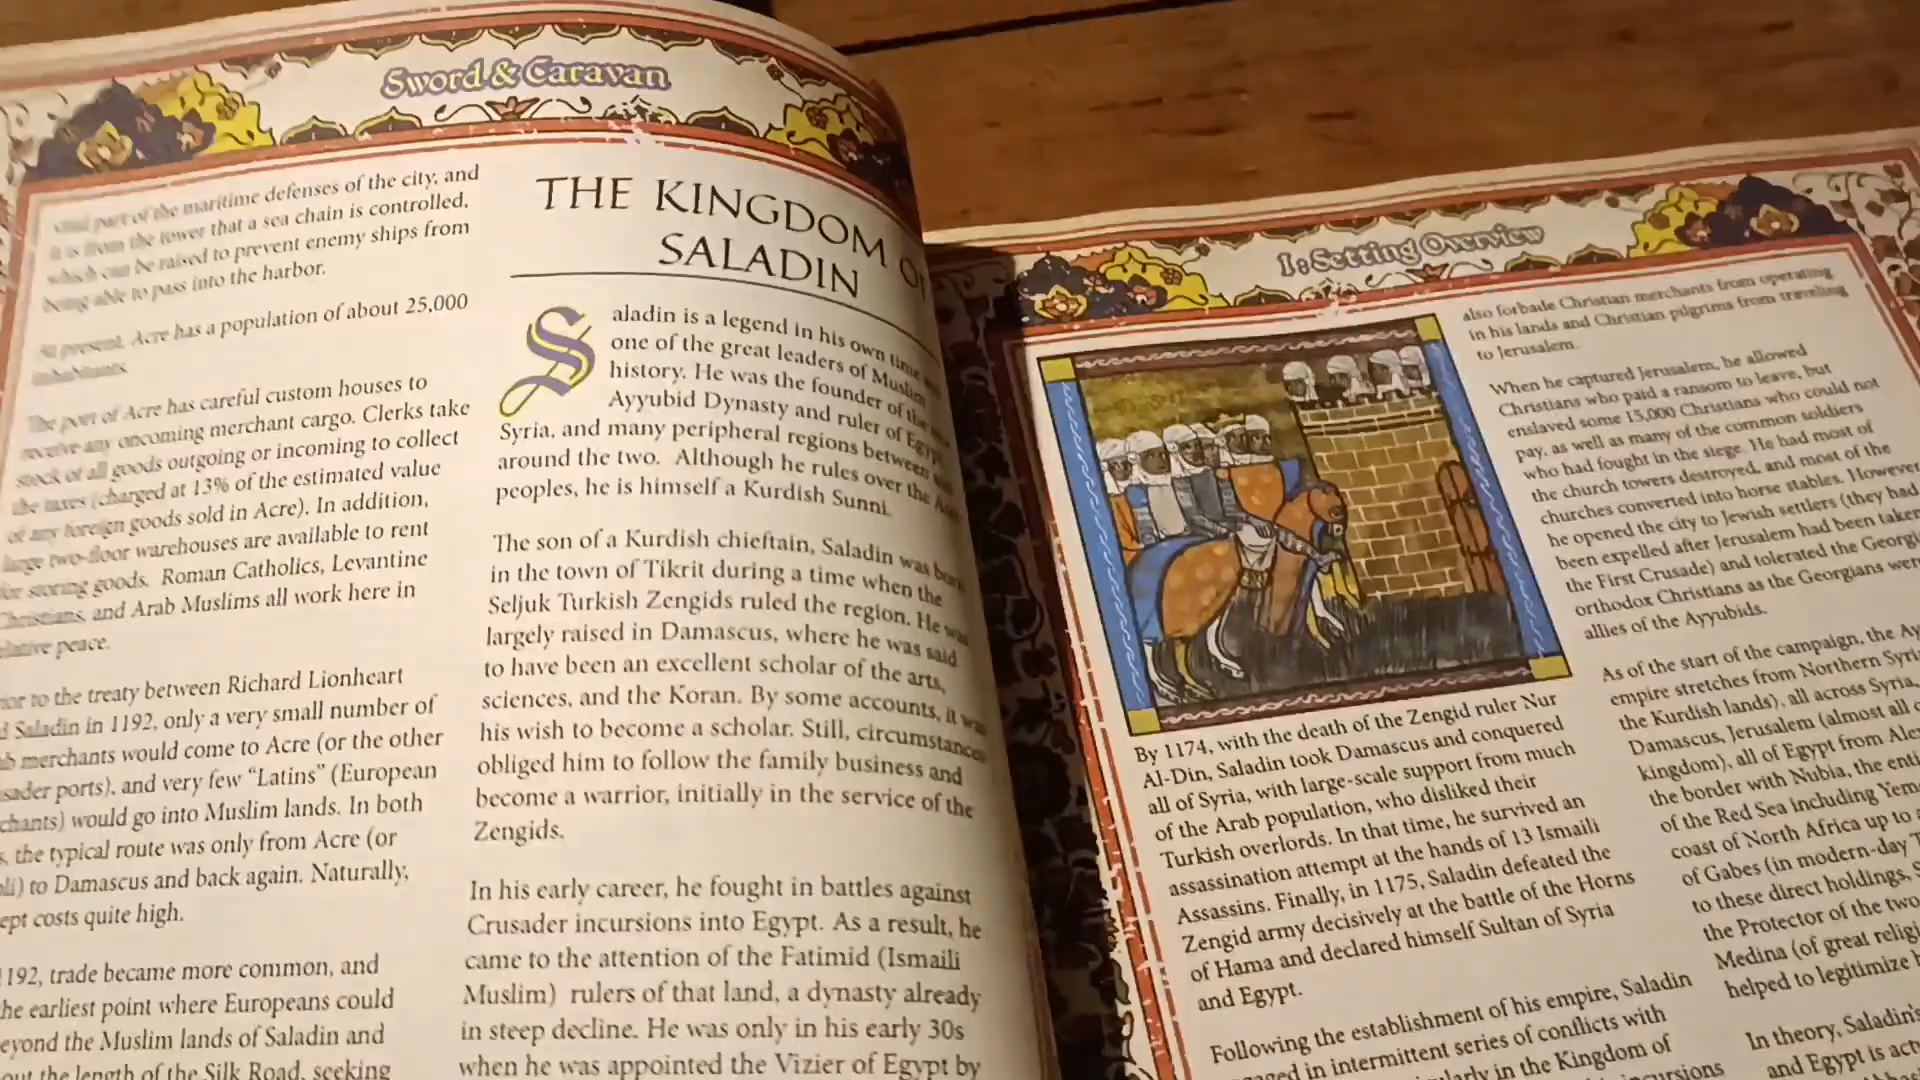 Sword & Caravan
part of the maritime defenses of the city, and
it is from the tower that a sea chain is controlled,
which can be raised to prevent enemy ships from
being able to pass into the harbor.
At present, Acre has a population of about 25,000
inhabitants.
The port of Acre has careful custom houses to
receive any oncoming merchant cargo. Clerks take
stock of all goods outgoing or incoming to collect
the taxes (charged at 13% of the estimated value
of any foreign goods sold in Acre). In addition,
large two-floor warehouses are available to rent
for storing goods. Roman Catholics, Levantine
Christians, and Arab Muslims all work here in
relative peace.
to the treaty between Richard Lionheart
Saladin in 1192, only a very small number of
merchants would come to Acre (or the other
ports), and very few “Latins” (European
would go into Muslim lands. In both
the typical route was only from Acre (or
to Damascus and back again. Naturally,
costs quite high.
1192, trade became more common, and
the earliest point where Europeans could
beyond the Muslim lands of Saladin and
out the length of the Silk Road, seeking
THE KINGDOM OF
SALADIN
Saladin is a legend in his own time
one of the great leaders of Muslim
history. He was the founder of the
Ayyubid Dynasty and ruler of Egypt,
Syria, and many peripheral regions between and
around the two. Although he rules over the
peoples, he is himself a Kurdish Sunni.
The son of a Kurdish chieftain, Saladin was born
in the town of Tikrit during a time when the
Seljuk Turkish Zengids ruled the region. He was
largely raised in Damascus, where he was said
to have been an excellent scholar of the arts,
sciences, and the Koran. By some accounts, it was
his wish to become a scholar. Still, circumstances
obliged him to follow the family business and
become a warrior, initially in the service of the
Zengids.
In his early career, he fought in battles against
Crusader incursions into Egypt. As a result, he
came to the attention of the Fatimid (Ismaili
Muslim) rulers of that land, a dynasty already
in steep decline. He was only in his early 30s
when he was appointed the Vizier of Egypt by
1: Setting Overview
By 1174, with the death of the Zengid ruler Nur
Al-Din, Saladin took Damascus and conquered
all of Syria, with large-scale support from much
of the Arab population, who disliked their
Turkish overlords. In that time, he survived an
assassination attempt at the hands of 13 Ismaili
Assassins. Finally, in 1175, Saladin defeated the
Zengid army decisively at the battle of the Horns
of Hama and declared himself Sultan of Syria
and Egypt.
Following the establishment of his empire, Saladin
in intermittent series of conflicts with
in the Kingdom of
incursions
also forbade Christian merchants from operating
in his lands and Christian pilgrims from traveling
to Jerusalem.
When he captured Jerusalem, he allowed
Christians who paid a ransom to leave, but
enslaved some 15,000 Christians who could not
pay, as well as many of the common soldiers
who had fought in the siege. He had most of
the church towers destroyed, and most of the
churches converted into horse stables. However
he opened the city to Jewish settlers (they had
been expelled after Jerusalem had been taken
the First Crusade) and tolerated the
orthodox Christians as the Georgians were
allies of the Ayyubids.
As of the start of the campaign, the
empire stretches from Northern
the Kurdish lands), all across Syria,
Damascus, Jerusalem (almost all
kingdom), all of Egypt from
the border with Nubia, the
of the Red Sea including
coast of North Africa up to
of Gabes (in modern-day
to these direct holdings,
the Protector of the two
Medina (of great
helped to legitimize
In theory, Saladin's
and Egypt is